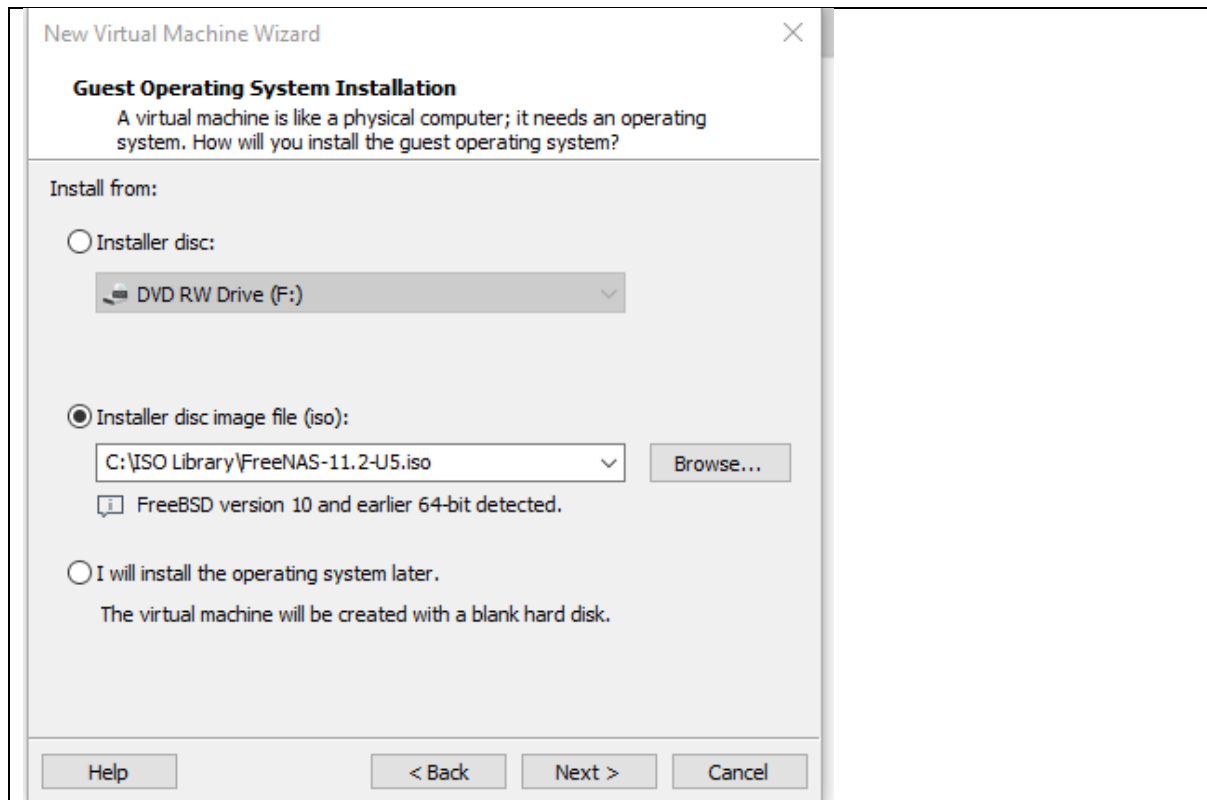 New Virtual Machine Wizard
Guest Operating System Installation
A virtual machine is like a physical computer; it needs an operating
system. How will you install the guest operating system?
Install from:
Installer disc:
DVD RW Drive (F:)
Installer disc image file (iso):
C:\ISO Library\FreeNAS-11.2-U5.iso
Browse...
FreeBSD version 10 and earlier 64-bit detected.
I will install the operating system later.
The virtual machine will be created with a blank hard disk.
Help
< Back
Next >
Cancel